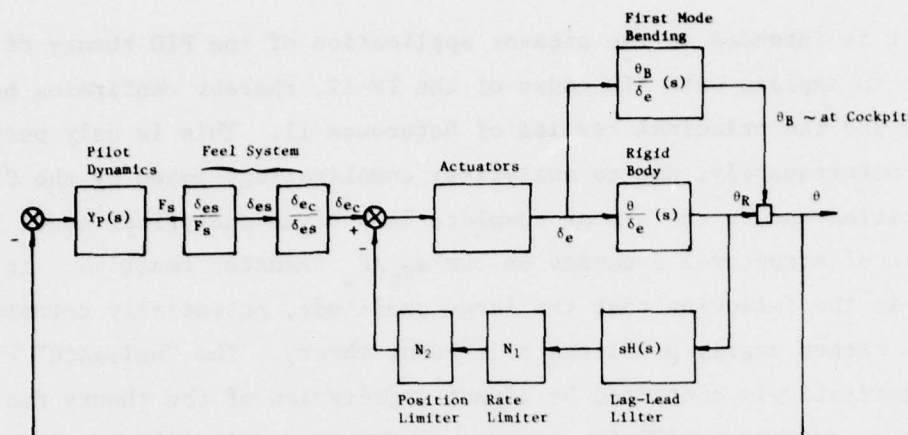 First Mode
Bending
θB/δe (s)
θB ~ at Cockpit
Pilot
Dynamics
Feel System
Actuators
Rigid
Body
YP(s)
Fs
δes/Fs
δes
δec/δes
δec
+
-
-
δe
θ/δe (s)
θR
θ
N2
N1
sH(s)
Position
Limiter
Rate
Limiter
Lag-Lead
Lilter